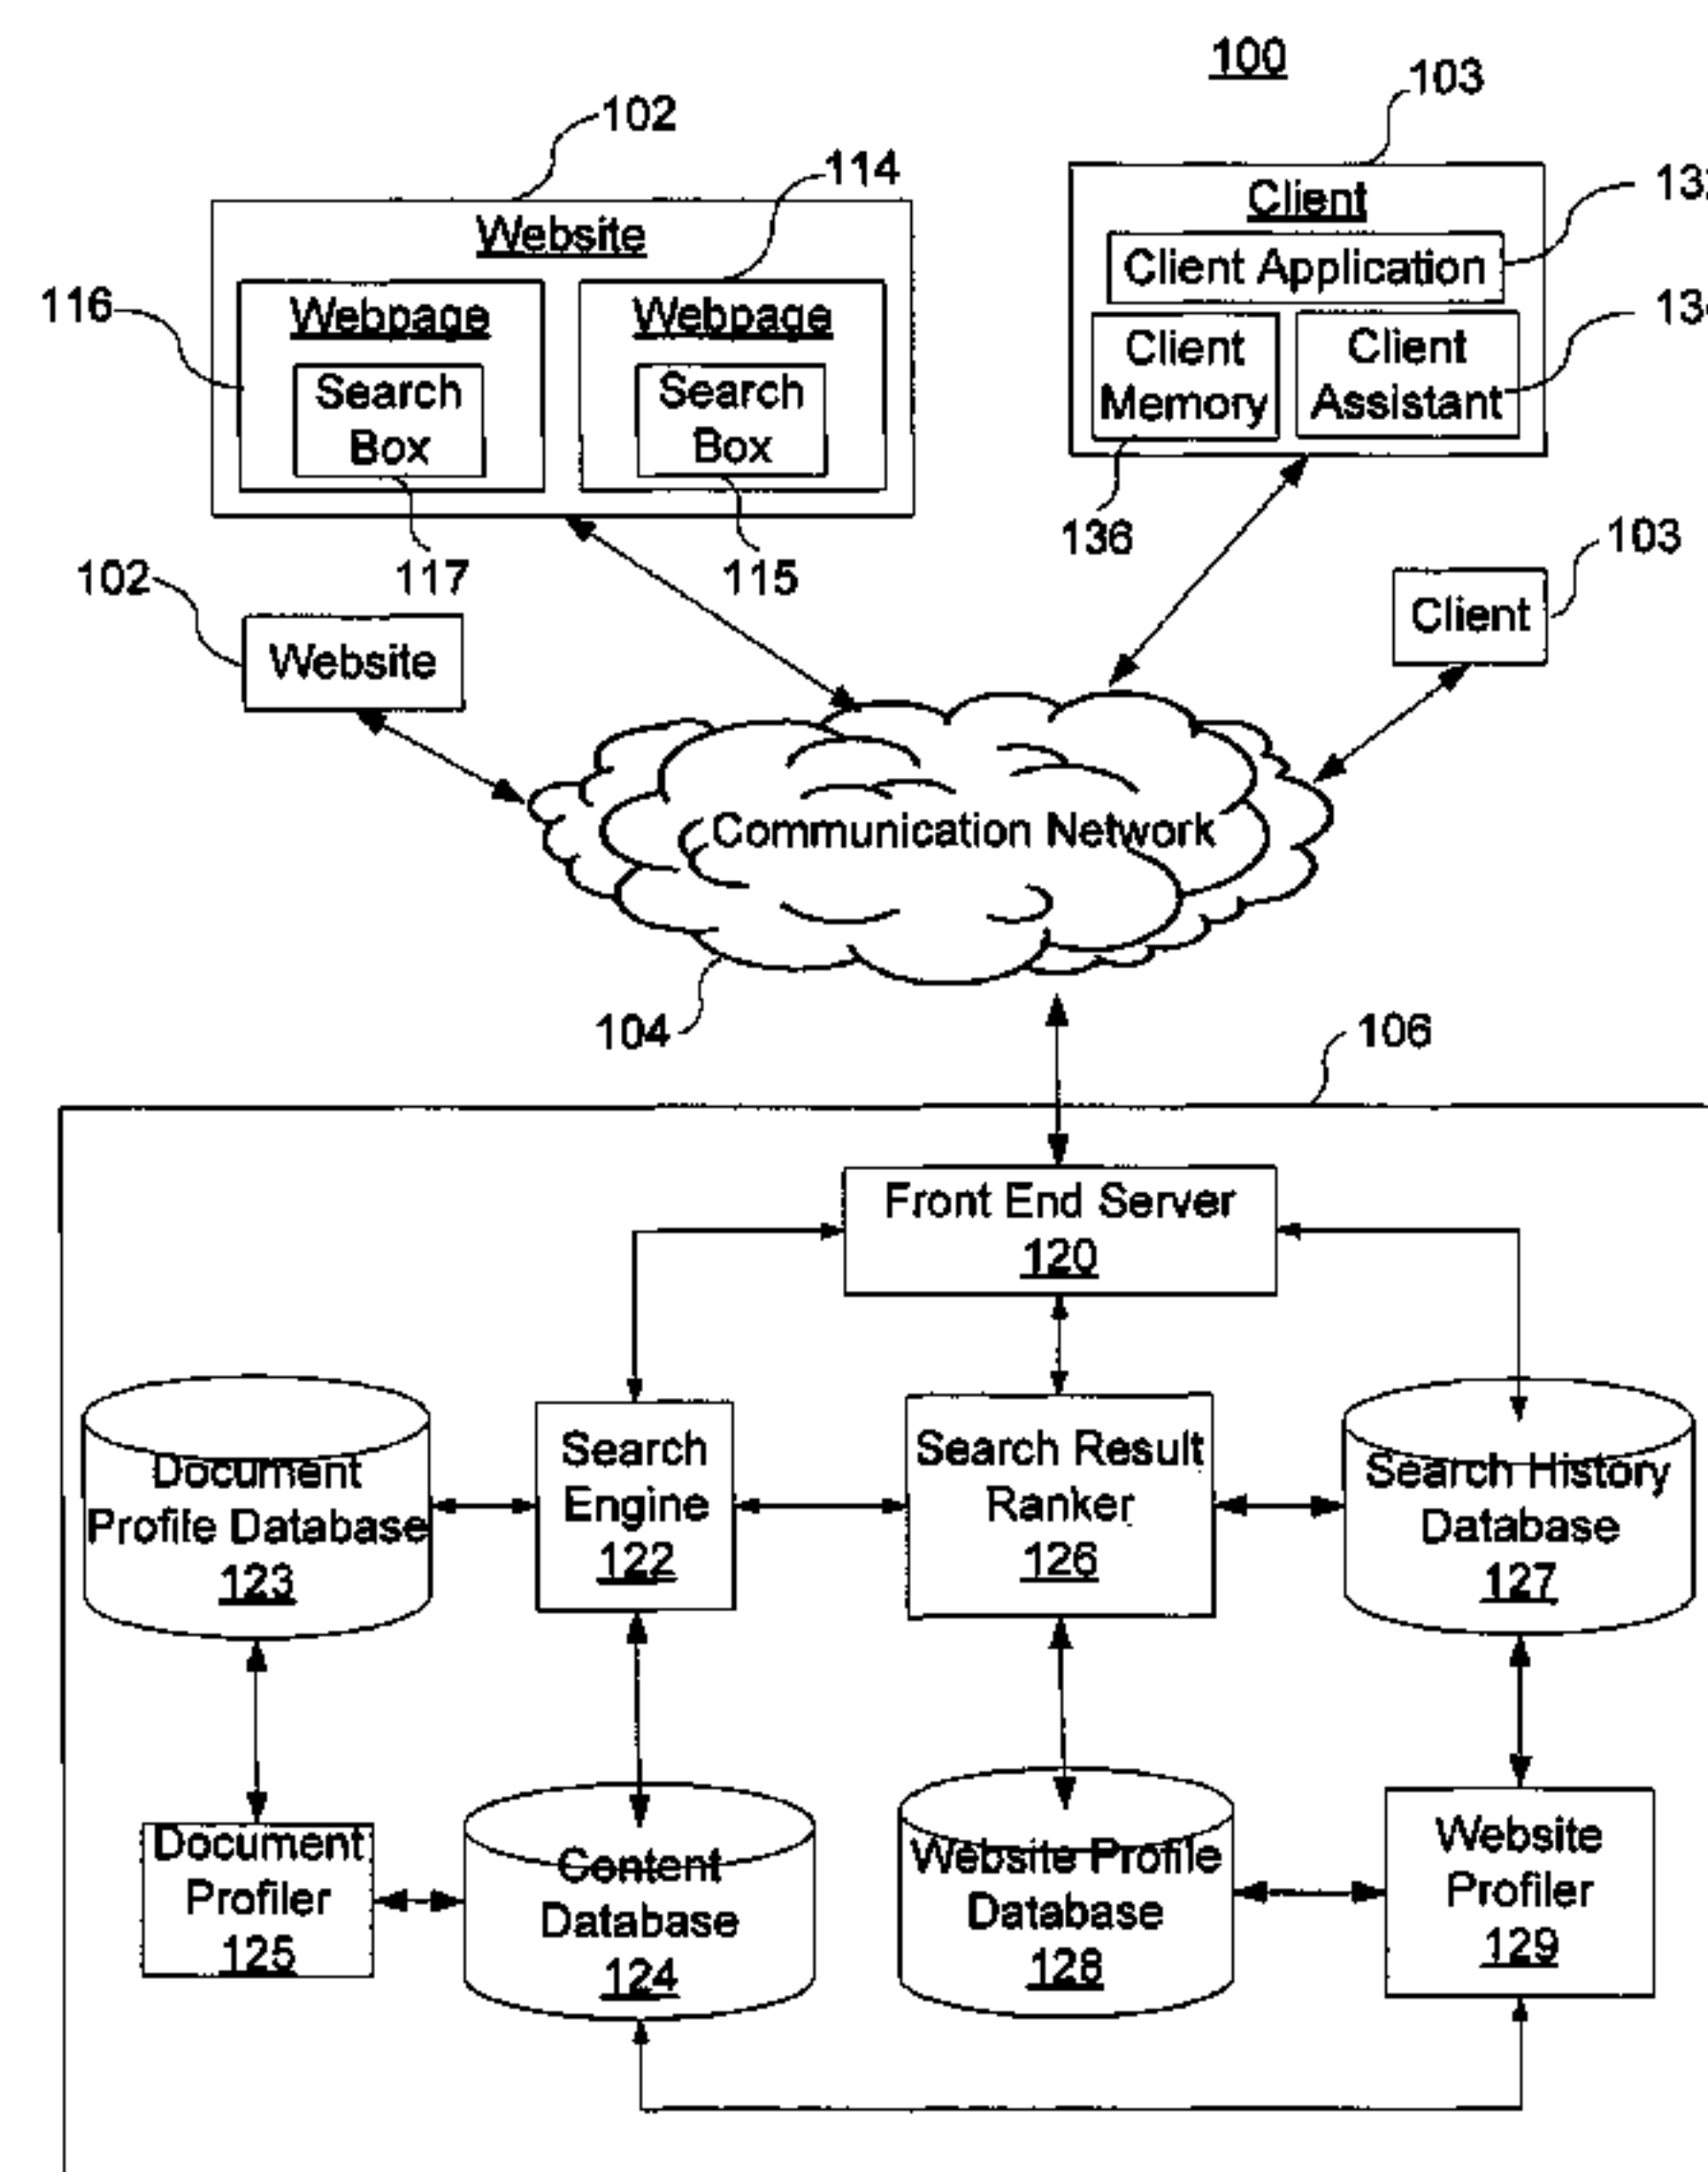 100
103
102
114
Website
Client
Client Application
116
Webpage
Webpage
Client
Memory
Client
Assistant
Search
Box
Search
Box
136
103
102
117
115
Client
Website
Communication Network
104
106
Front End Server
120
Document
Profile Database
123
Search
Engine
122
Search Result
Ranker
126
Search History
Database
127
Document
Profiler
125
Content
Database
124
Website Profile
Database
128
Website
Profiler
129